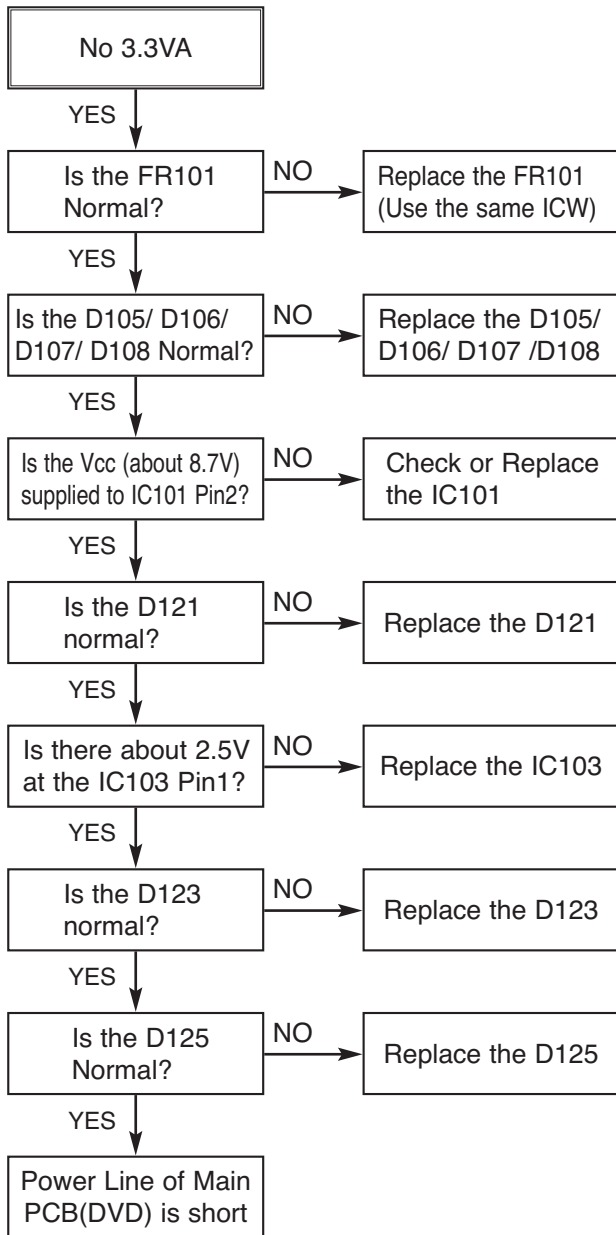 No 3.3VA
YES
Is the FR101
Normal?
NO
Replace the FR101
(Use the same ICW)
YES
Is the D105/ D106/
D107/ D108 Normal?
NO
Replace the D105/
D106/ D107 /D108
YES
Is the Vcc (about 8.7V)
supplied to IC101 Pin2?
NO
Check or Replace
the IC101
YES
Is the D121
normal?
NO
Replace the D121
YES
Is there about 2.5V
at the IC103 Pin1?
NO
Replace the IC103
YES
Is the D123
normal?
NO
Replace the D123
YES
Is the D125
Normal?
NO
Replace the D125
YES
Power Line of Main
PCB(DVD) is short